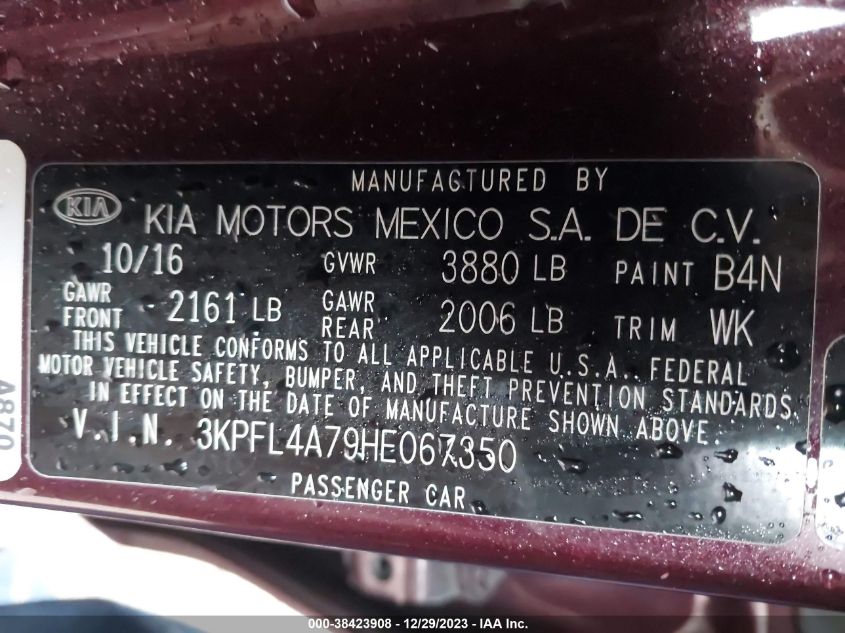 MANUFACTURED BY
KIA KIA MOTORS MEXICO S.A. DE C.V.
10/16 GVWR 3880 LB PAINT B4N
GAWR FRONT 2161 LB GAWR REAR 2006 LB TRIM WK
THIS VEHICLE CONFORMS TO ALL APPLICABLE U.S.A. FEDERAL
MOTOR VEHICLE SAFETY, BUMPER, AND THEFT PREVENTION STANDARDS
IN EFFECT ON THE DATE OF MANUFACTURE SHOWN ABOVE.
V.I.N. 3KPFL4A79HE067350
PASSENGER CAR
A870
000-38423908 - 12/29/2023 - IAA Inc.